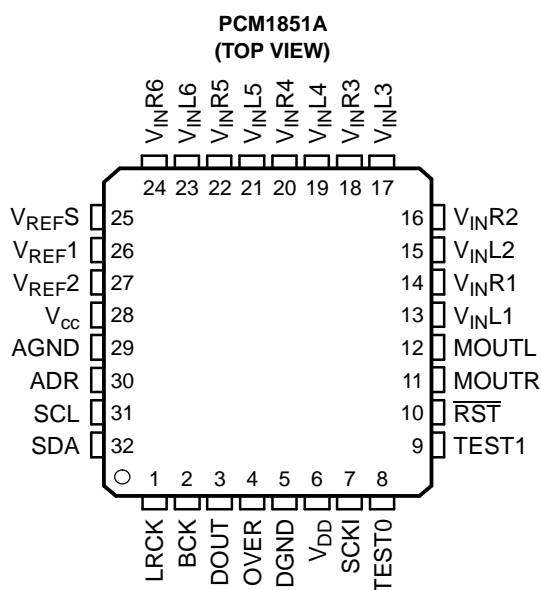 PCM1851A
(TOP VIEW)
VINR6
VINL6
VINR5
VINL5
VINR4
VINL4
VINR3
VINL3
24 23 22 21 20 19 18 17
VREFS 25 16 VINR2
VREF1 26 15 VINL2
VREF2 27 14 VINR1
Vcc 28 13 VINL1
AGND 29 12 MOUTL
ADR 30 11 MOUTR
SCL 31 10 RST
SDA 32 9 TEST1
1 2 3 4 5 6 7 8
LRCK
BCK
DOUT
OVER
DGND
VDD
SCKI
TEST0